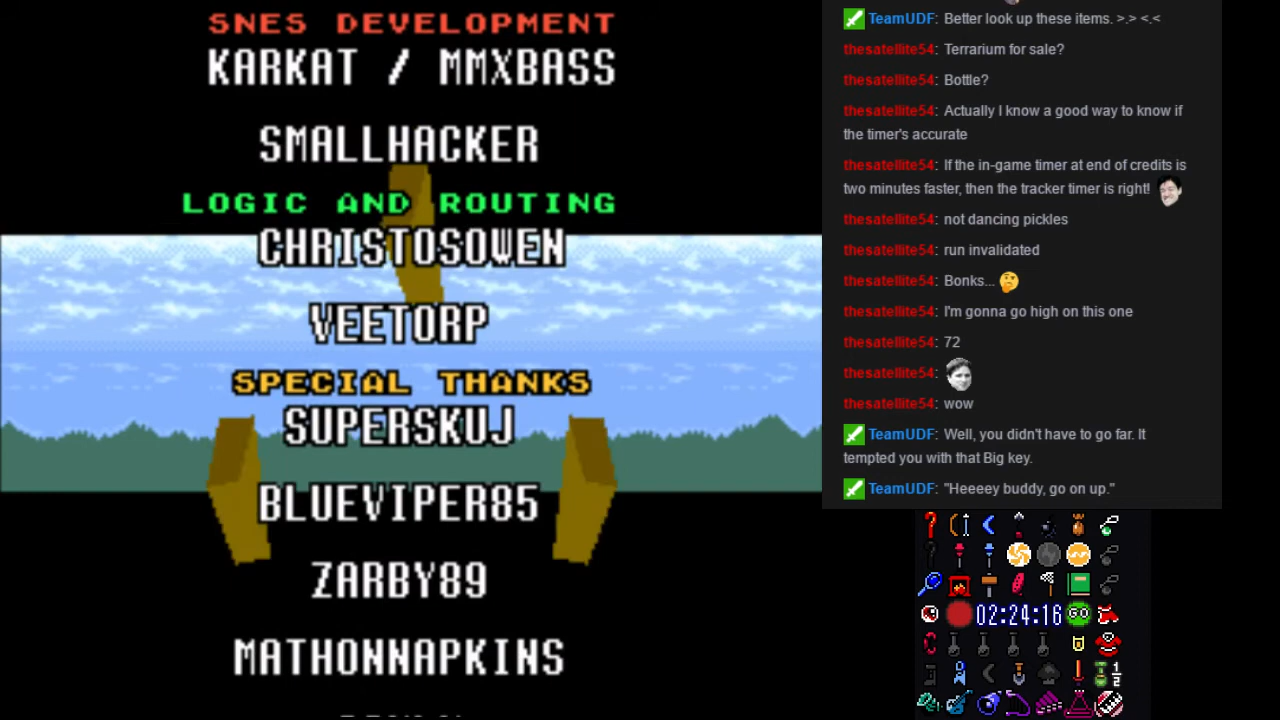 SNES DEVELOPMENT
KARKAT / MMXBASS
SMALLHACKER
LOGIC AND ROUTING
CHRISTOSOWEN
VEETORP
SPECIAL THANKS
SUPERSKUJ
BLUEVIPER85
ZARBY89
MATHONNAPKINS
TeamUDF: Better look up these items. >.> <.<
thesatellite54: Terrarium for sale?
thesatellite54: Bottle?
thesatellite54: Actually I know a good way to know if
the timer's accurate
thesatellite54: If the in-game timer at end of credits is
two minutes faster, then the tracker timer is right!
thesatellite54: not dancing pickles
thesatellite54: run invalidated
thesatellite54: Bonks...
thesatellite54: I'm gonna go high on this one
thesatellite54: 72
thesatellite54:
thesatellite54: wow
TeamUDF: Well, you didn't have to go far. It
tempted you with that Big key.
TeamUDF: "Heeeey buddy, go on up."
02:24:16 GO
1/2